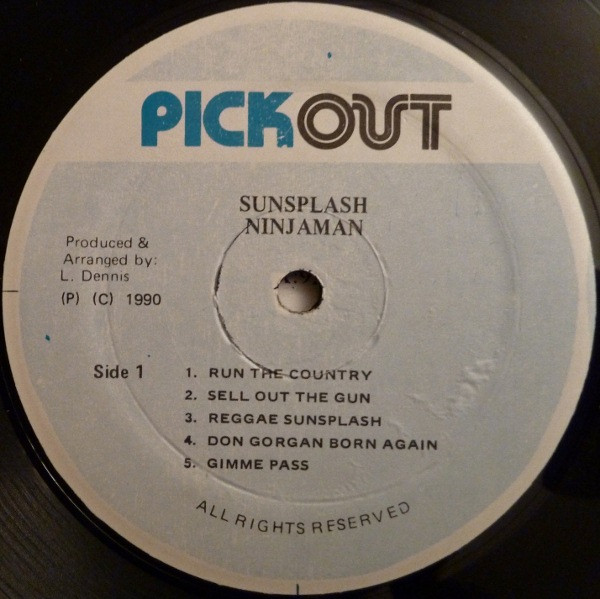 PICKOUT
SUNSPLASH
NINJAMAN
Produced &
Arranged by:
L. Dennis
(P) (C) 1990
Side 1
1. RUN THE COUNTRY
2. SELL OUT THE GUN
3. REGGAE SUNSPLASH
4. DON GORGAN BORN AGAIN
5. GIMME PASS
ALL RIGHTS RESERVED